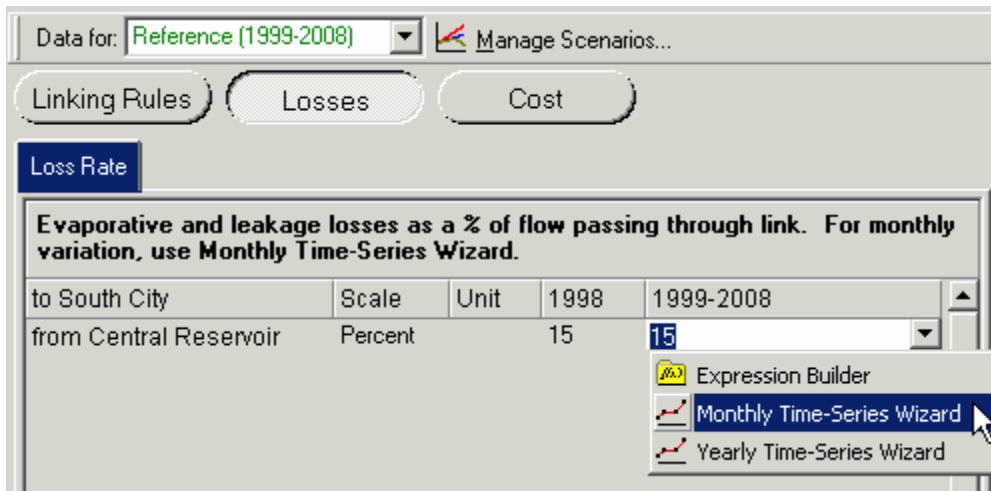 Data for: Reference (1999-2008) Manage Scenarios...
Linking Rules Losses Cost
Loss Rate
Evaporative and leakage losses as a % of flow passing through link. For monthly
variation, use Monthly Time-Series Wizard.
to South City Scale Unit 1998 1999-2008
from Central Reservoir Percent 15 15
f(x) Expression Builder
Monthly Time-Series Wizard
Yearly Time-Series Wizard